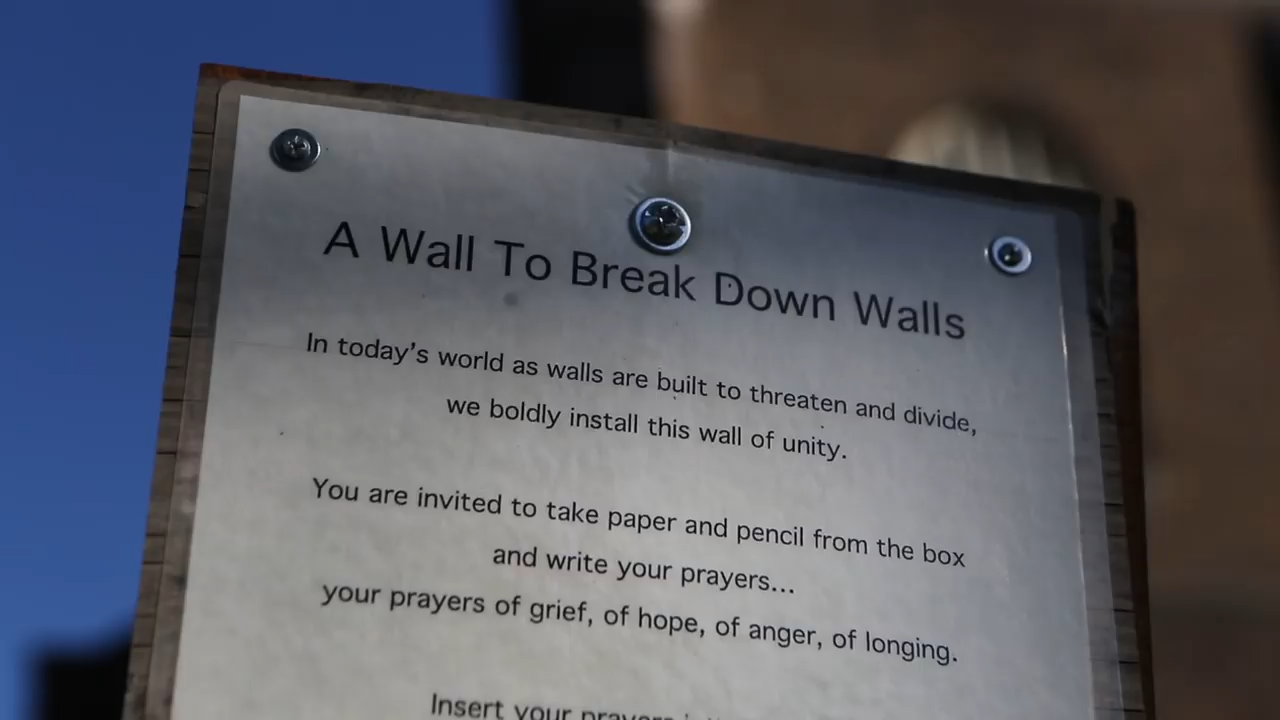 A Wall To Break Down Walls
In today's world as walls are built to threaten and divide,
we boldly install this wall of unity.
You are invited to take paper and pencil from the box
and write your prayers...
your prayers of grief, of hope, of anger, of longing.
Insert your prayers